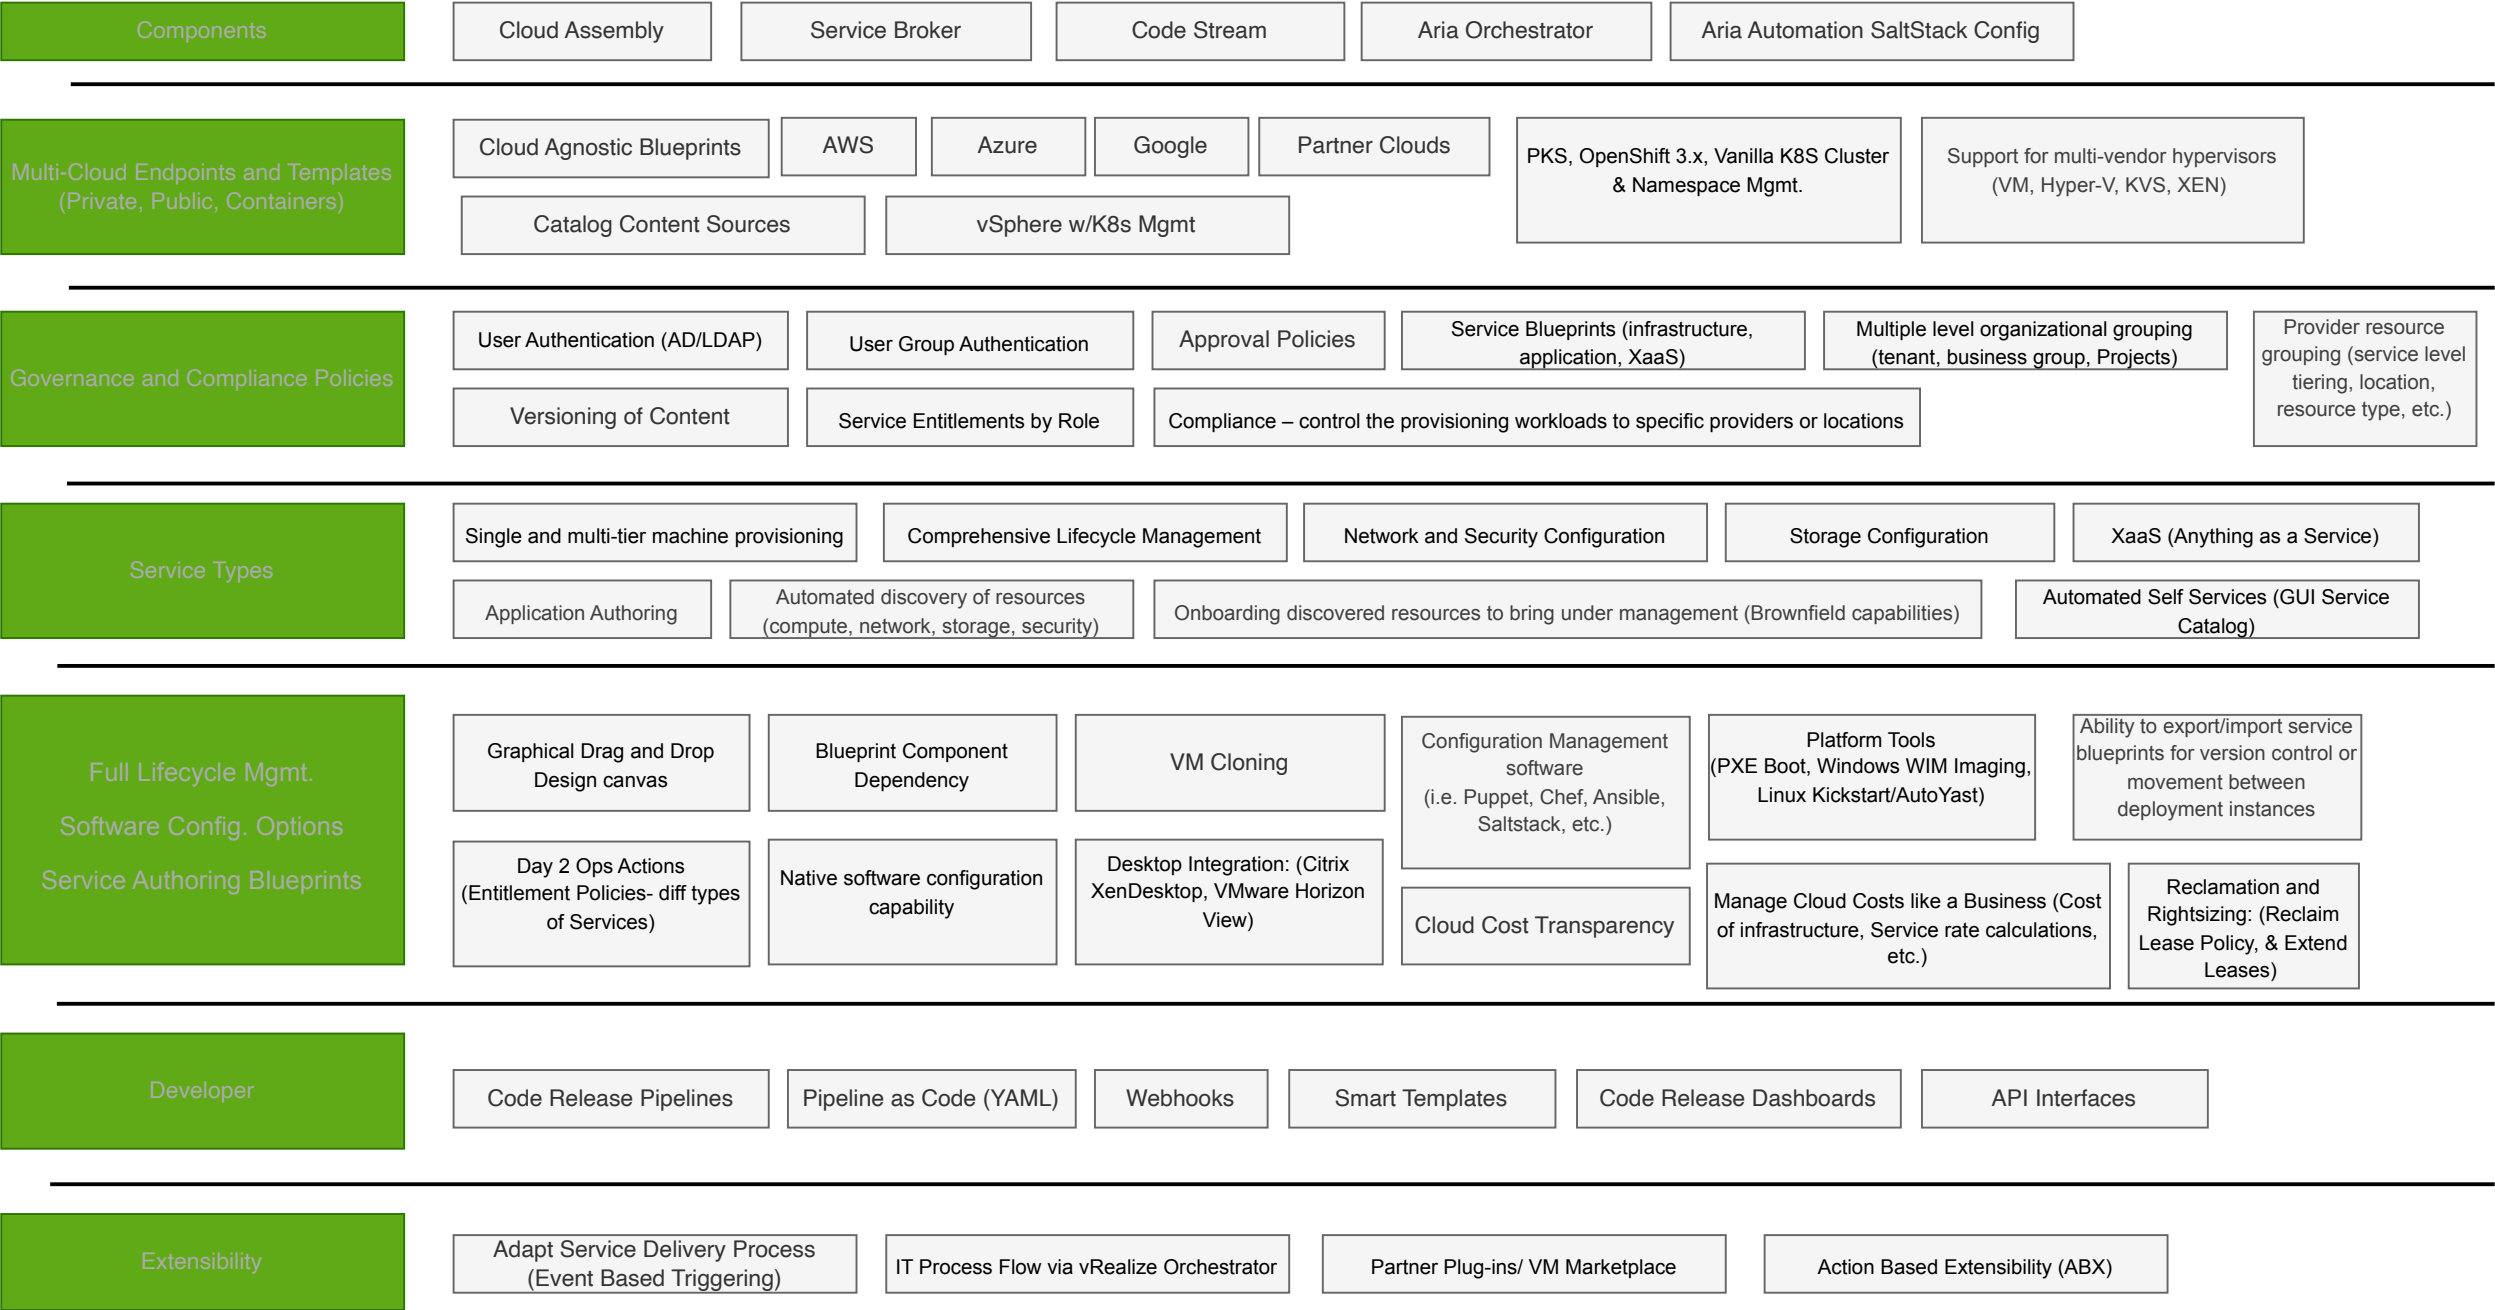 Components
Cloud Assembly
Service Broker
Code Stream
Aria Orchestrator
Aria Automation SaltStack Config
Multi-Cloud Endpoints and Templates
(Private, Public, Containers)
Cloud Agnostic Blueprints
AWS
Azure
Google
Partner Clouds
PKS, OpenShift 3.x, Vanilla K8S Cluster
& Namespace Mgmt.
Support for multi-vendor hypervisors
(VM, Hyper-V, KVS, XEN)
Catalog Content Sources
vSphere w/K8s Mgmt
Governance and Compliance Policies
User Authentication (AD/LDAP)
User Group Authentication
Approval Policies
Service Blueprints (infrastructure,
application, XaaS)
Multiple level organizational grouping
(tenant, business group, Projects)
Provider resource
grouping (service level
tiering, location,
resource type, etc.)
Versioning of Content
Service Entitlements by Role
Compliance – control the provisioning workloads to specific providers or locations
Service Types
Single and multi-tier machine provisioning
Comprehensive Lifecycle Management
Network and Security Configuration
Storage Configuration
XaaS (Anything as a Service)
Application Authoring
Automated discovery of resources
(compute, network, storage, security)
Onboarding discovered resources to bring under management (Brownfield capabilities)
Automated Self Services (GUI Service
Catalog)
Full Lifecycle Mgmt.
Software Config. Options
Service Authoring Blueprints
Graphical Drag and Drop
Design canvas
Blueprint Component
Dependency
VM Cloning
Configuration Management
software
(i.e. Puppet, Chef, Ansible,
Saltstack, etc.)
Platform Tools
(PXE Boot, Windows WIM Imaging,
Linux Kickstart/AutoYast)
Ability to export/import service
blueprints for version control or
movement between
deployment instances
Day 2 Ops Actions
(Entitlement Policies- diff types
of Services)
Native software configuration
capability
Desktop Integration: (Citrix
XenDesktop, VMware Horizon
View)
Cloud Cost Transparency
Manage Cloud Costs like a Business (Cost
of infrastructure, Service rate calculations,
etc.)
Reclamation and
Rightsizing: (Reclaim
Lease Policy, & Extend
Leases)
Developer
Code Release Pipelines
Pipeline as Code (YAML)
Webhooks
Smart Templates
Code Release Dashboards
API Interfaces
Extensibility
Adapt Service Delivery Process
(Event Based Triggering)
IT Process Flow via vRealize Orchestrator
Partner Plug-ins/ VM Marketplace
Action Based Extensibility (ABX)